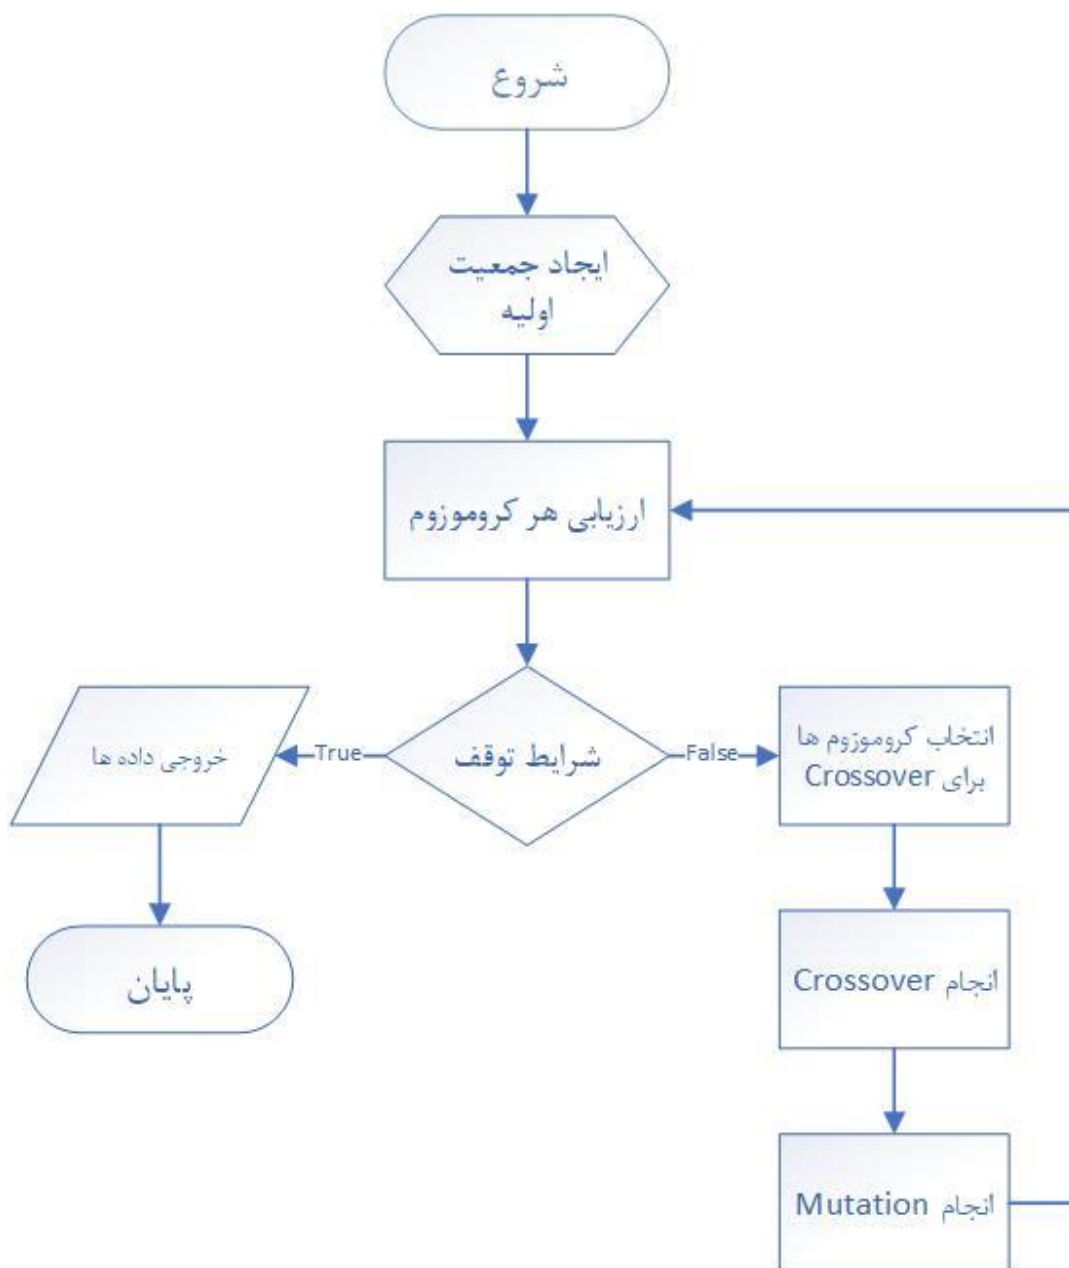 شروع
ایجاد جمعیت
اولیه
ارزیابی هر کروموزوم
شرایط توقف
True
False
خروجی داده ها
پایان
انتخاب کروموزوم ها
برای Crossover
انجام Crossover
انجام Mutation